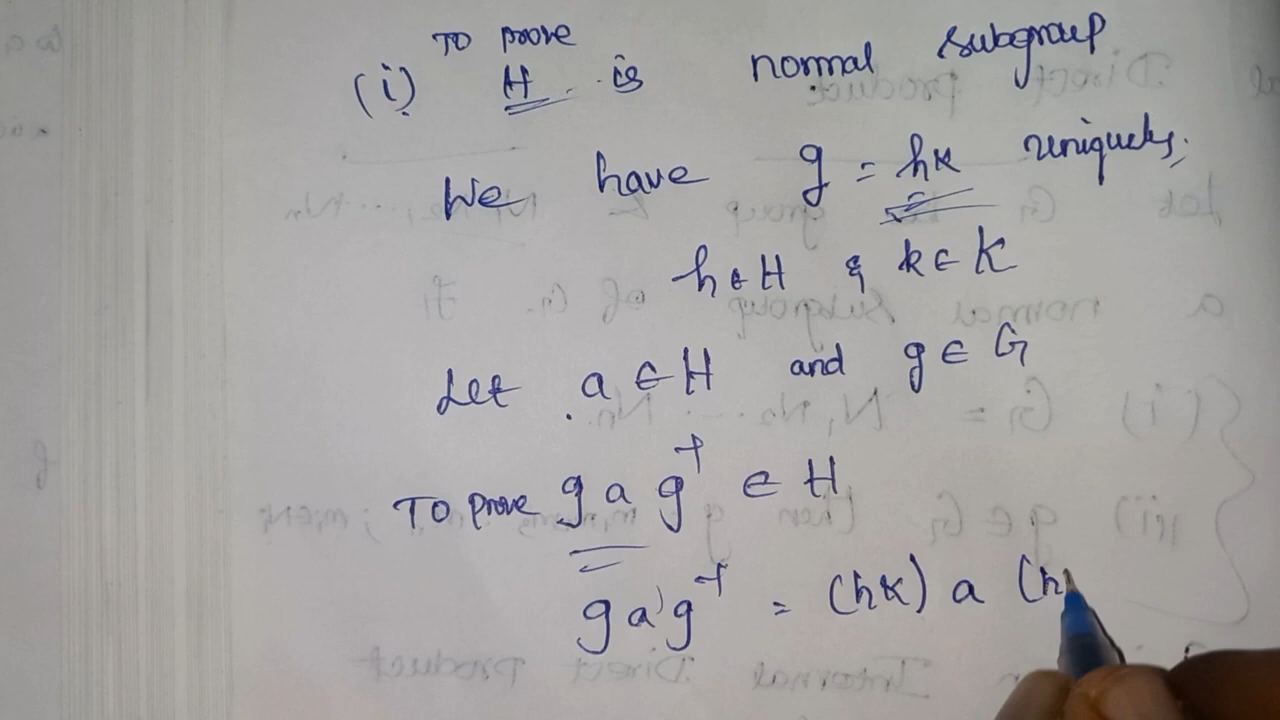 To prove
(i) H is normal subgroup
We have g = hk uniquely.
h ∈ H & k ∈ K
Let a ∈ H and g ∈ G
To prove g a g⁻¹ ∈ H
g a g⁻¹ = (hk) a (h